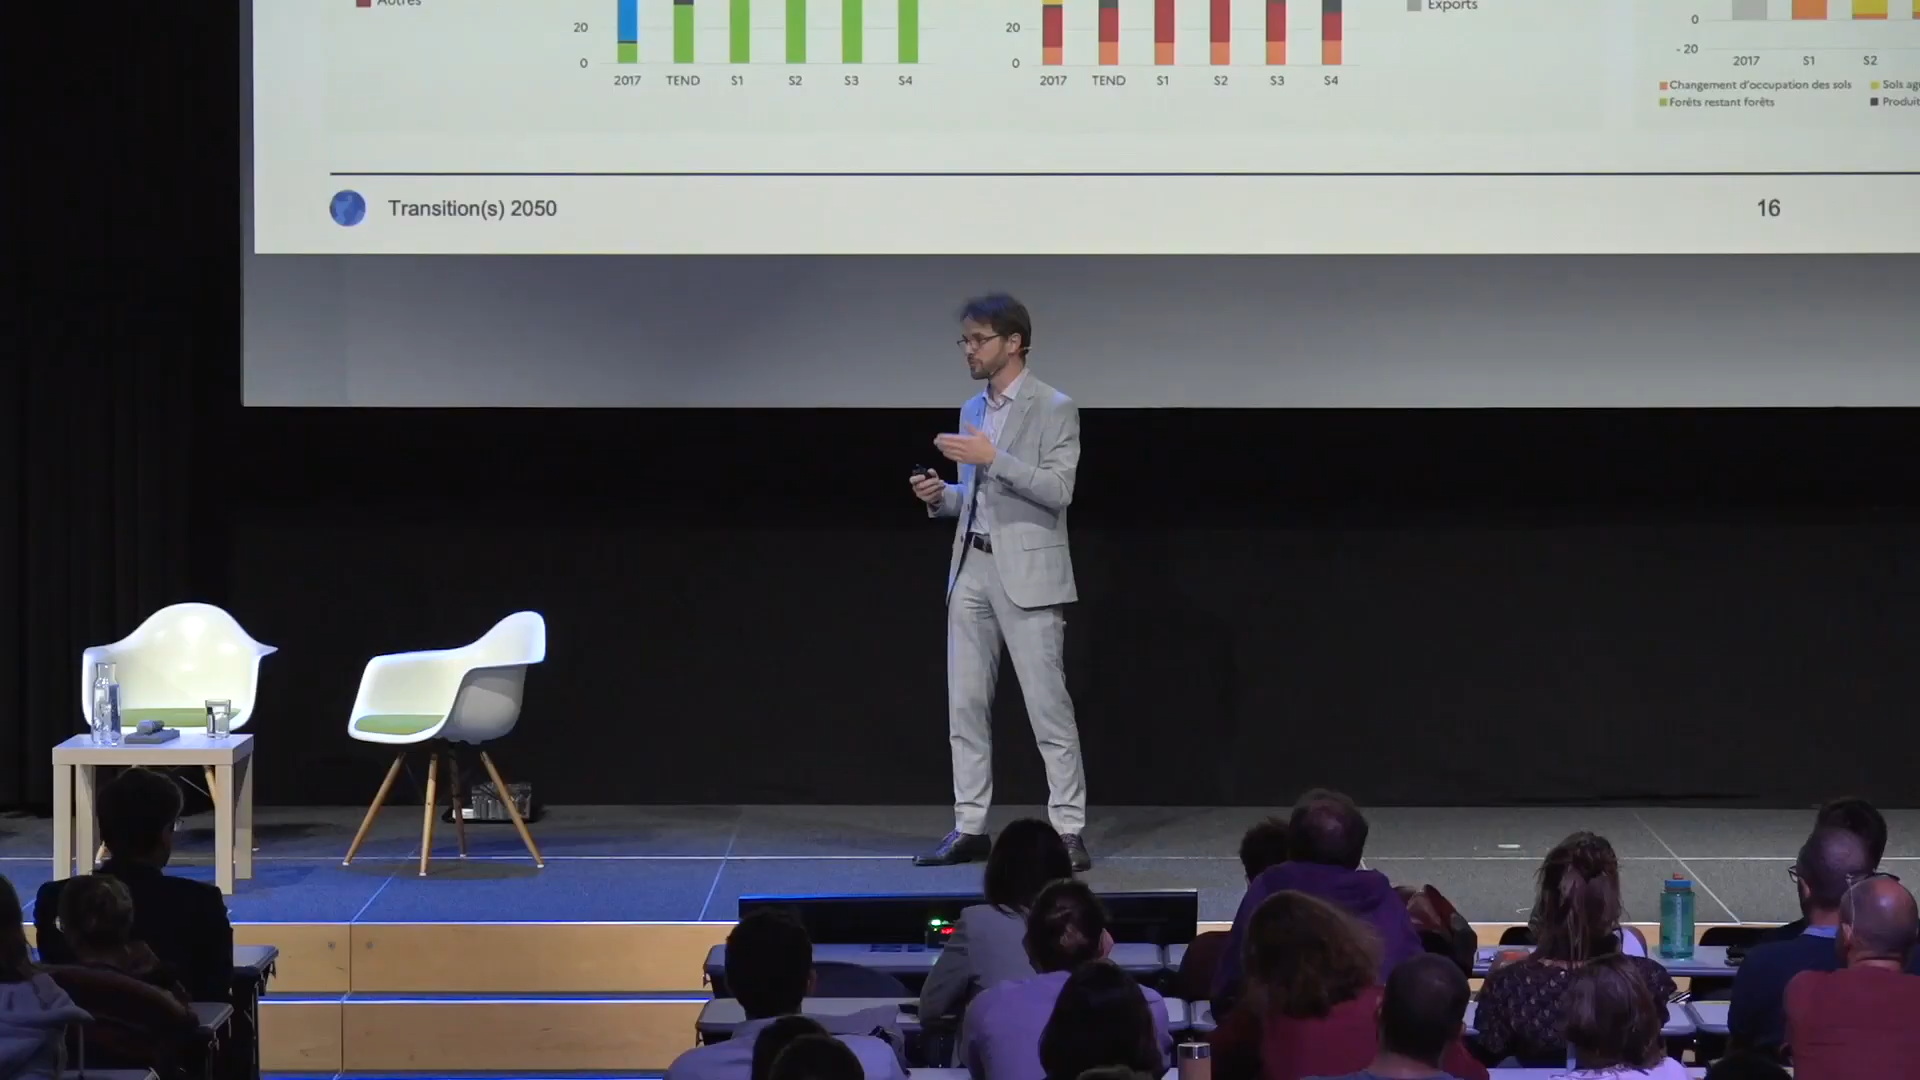 Autres
20
0
2017 TEND S1 S2 S3 S4
20
0
2017 TEND S1 S2 S3 S4
Exports
0
- 20
2017 S1 S2
Changement d'occupation des sols
Sols
Forêts restant forêts
Transition(s) 2050
16